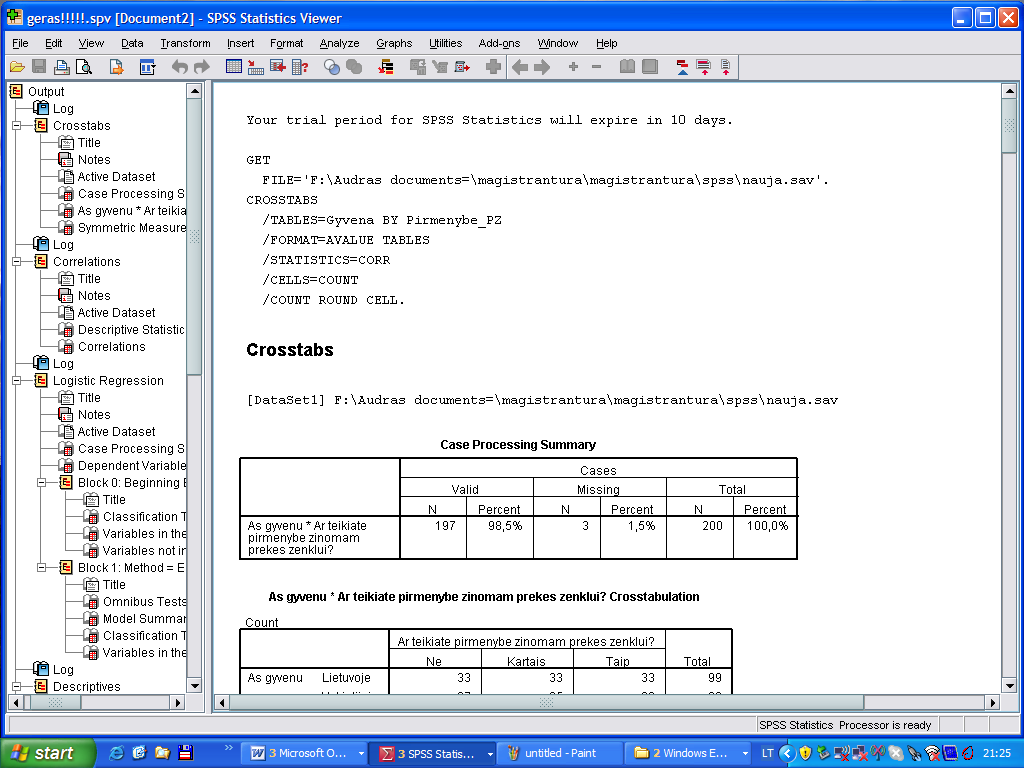 geras!!!!!.spv [Document2] - SPSS Statistics Viewer
File Edit View Data Transform Insert Format Analyze Graphs Utilities Add-ons Window Help
Output
Log
Crosstabs
Title
Notes
Active Dataset
Case Processing S
As gyvenu * Ar teikia
Symmetric Measure
Log
Correlations
Title
Notes
Active Dataset
Descriptive Statistic
Correlations
Log
Logistic Regression
Title
Notes
Active Dataset
Case Processing S
Dependent Variable
Block 0: Beginning B
Title
Classification T
Variables in the
Variables not in
Block 1: Method = E
Title
Omnibus Tests
Model Summar
Classification T
Variables in the
Log
Descriptives
Your trial period for SPSS Statistics will expire in 10 days.
GET
FILE='F:\Audras documents=\magistrantura\magistrantura\spss\nauja.sav'.
CROSSTABS
/TABLES=Gyvena BY Pirmenybe_PZ
/FORMAT=AVALUE TABLES
/STATISTICS=CORR
/CELLS=COUNT
/COUNT ROUND CELL.
Crosstabs
[DataSet1] F:\Audras documents=\magistrantura\magistrantura\spss\nauja.sav
Case Processing Summary
Cases
Valid Missing Total
N Percent N Percent N Percent
As gyvenu * Ar teikiate 197 98,5% 3 1,5% 200 100,0%
pirmenybe zinomam
prekes zenklui?
As gyvenu * Ar teikiate pirmenybe zinomam prekes zenklui? Crosstabulation
Count
Ar teikiate pirmenybe zinomam prekes zenklui?
Ne Kartais Taip Total
As gyvenu Lietuvoje 33 33 33 99
SPSS Statistics Processor is ready
start
3 Microsoft O...
3 SPSS Statis...
untitled - Paint
2 Windows E...
LT
21:25